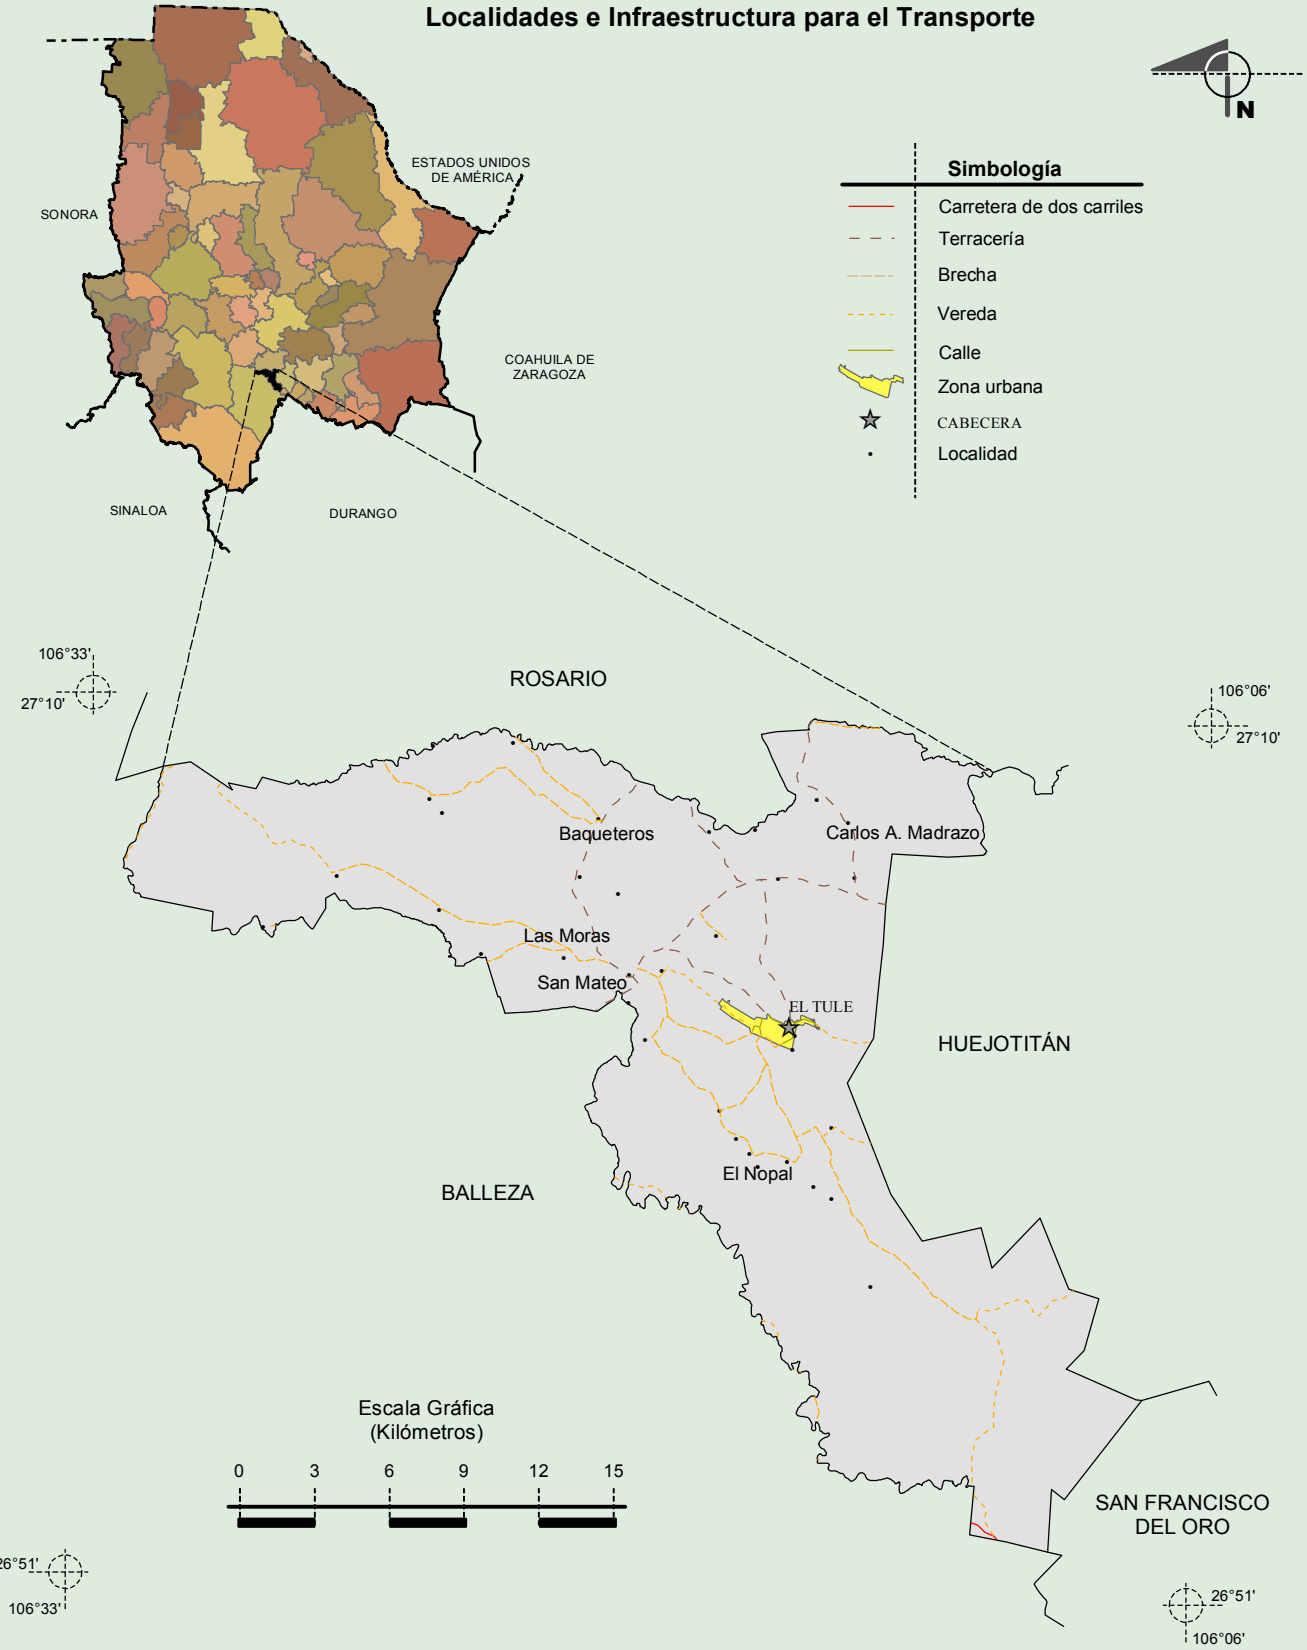 Localidades e Infraestructura para el Transporte
N
ESTADOS UNIDOS
DE AMÉRICA
SONORA
COAHUILA DE
ZARAGOZA
SINALOA
DURANGO
Simbología
Carretera de dos carriles
Terracería
Brecha
Vereda
Calle
Zona urbana
CABECERA
Localidad
106°33'
27°10'
ROSARIO
106°06'
27°10'
Baqueteros
Carlos A. Madrazo
Las Moras
San Mateo
EL TULE
HUEJOTITÁN
El Nopal
BALLEZA
Escala Gráfica
(Kilómetros)
0 3 6 9 12 15
SAN FRANCISCO
DEL ORO
26°51'
106°33'
26°51'
106°06'